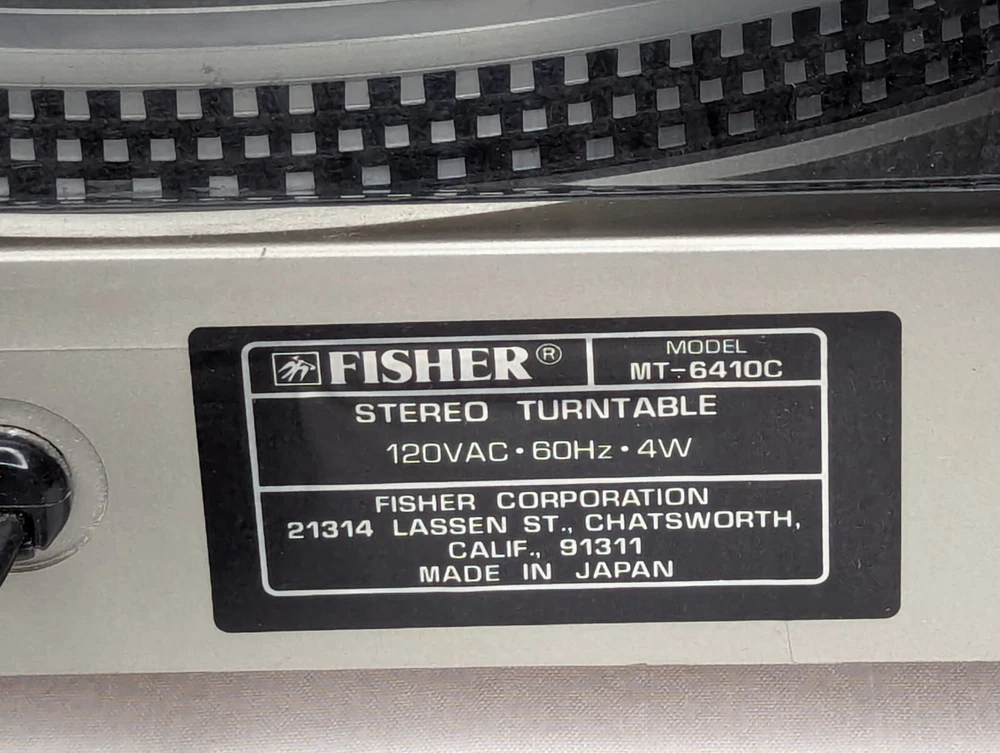 FISHER®
MODEL
MT-6410C
STEREO TURNTABLE
120VAC • 60Hz • 4W
FISHER CORPORATION
21314 LASSEN ST., CHATSWORTH,
CALIF., 91311
MADE IN JAPAN